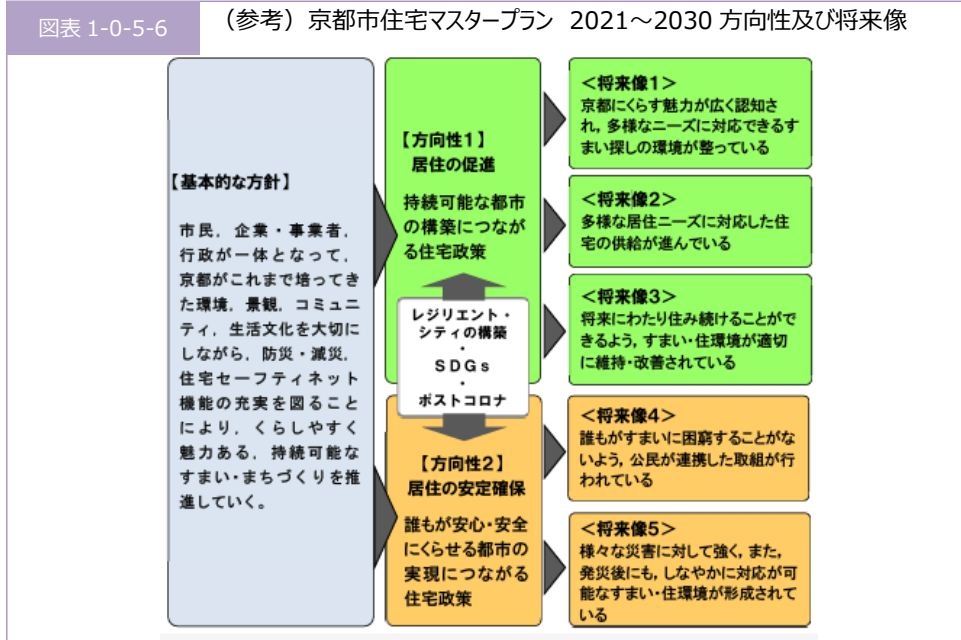 図表 1-0-5-6
（参考）京都市住宅マスタープラン 2021～2030 方向性及び将来像
【基本的な方針】
市民，企業・事業者，
行政が一体となって，
京都がこれまで培ってき
た環境，景観，コミュニ
ティ，生活文化を大切に
しながら，防災・減災，
住宅セーフティネット
機能の充実を図ること
により，くらしやすく
魅力ある，持続可能な
すまい・まちづくりを推
進していく。
【方向性１】
居住の促進
持続可能な都市
の構築につなが
る住宅政策
レジリエント・
シティの構築
・
ＳＤＧｓ
・
ポストコロナ
【方向性２】
居住の安定確保
誰もが安心・安全
にくらせる都市の
実現につながる
住宅政策
＜将来像１＞
京都にくらす魅力が広く認知さ
れ，多様なニーズに対応できるす
まい探しの環境が整っている
＜将来像２＞
多様な居住ニーズに対応した住
宅の供給が進んでいる
＜将来像３＞
将来にわたり住み続けることがで
きるよう，すまい・住環境が適切
に維持・改善されている
＜将来像４＞
誰もがすまいに困窮することがな
いよう，公民が連携した取組が行
われている
＜将来像５＞
様々な災害に対して強く，また，
発災後にも，しなやかに対応が可
能なすまい・住環境が形成されて
いる